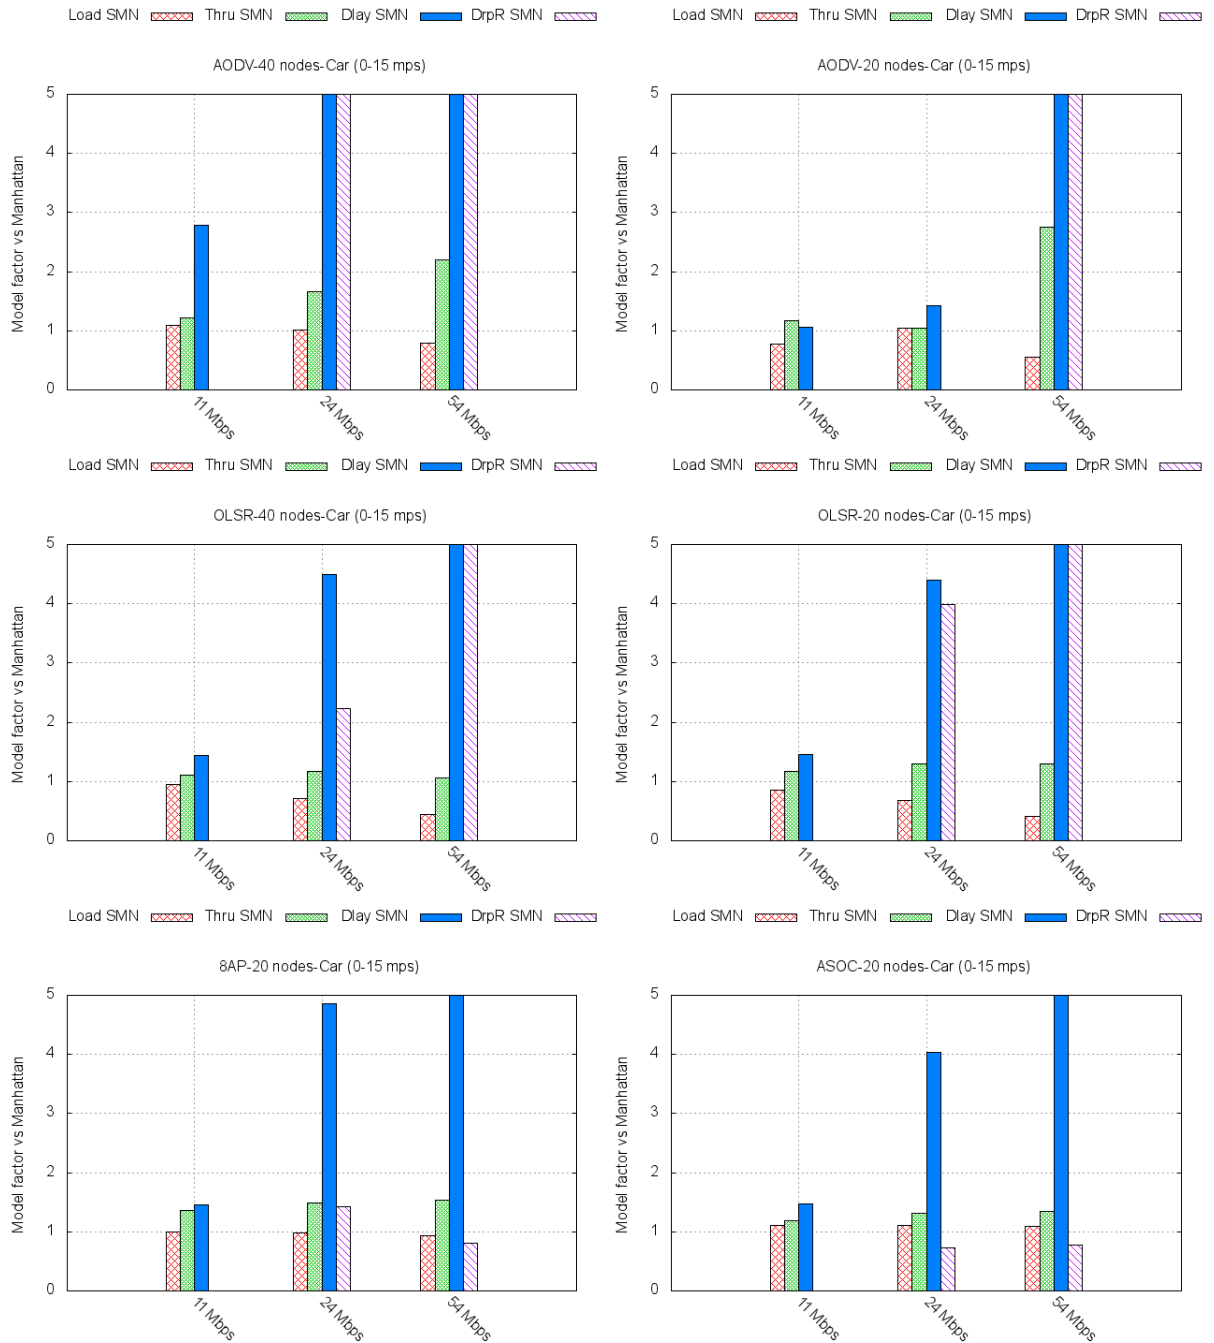 Load SMN Thru SMN Dlay SMN DrpR SMN
AODV-40 nodes-Car (0-15 mps)
Model factor vs Manhattan
5
4
3
2
1
0
11 Mbps 24 Mbps 54 Mbps
Load SMN Thru SMN Dlay SMN DrpR SMN
AODV-20 nodes-Car (0-15 mps)
Model factor vs Manhattan
5
4
3
2
1
0
11 Mbps 24 Mbps 54 Mbps
Load SMN Thru SMN Dlay SMN DrpR SMN
OLSR-40 nodes-Car (0-15 mps)
Model factor vs Manhattan
5
4
3
2
1
0
11 Mbps 24 Mbps 54 Mbps
Load SMN Thru SMN Dlay SMN DrpR SMN
OLSR-20 nodes-Car (0-15 mps)
Model factor vs Manhattan
5
4
3
2
1
0
11 Mbps 24 Mbps 54 Mbps
Load SMN Thru SMN Dlay SMN DrpR SMN
8AP-20 nodes-Car (0-15 mps)
Model factor vs Manhattan
5
4
3
2
1
0
11 Mbps 24 Mbps 54 Mbps
Load SMN Thru SMN Dlay SMN DrpR SMN
ASOC-20 nodes-Car (0-15 mps)
Model factor vs Manhattan
5
4
3
2
1
0
11 Mbps 24 Mbps 54 Mbps